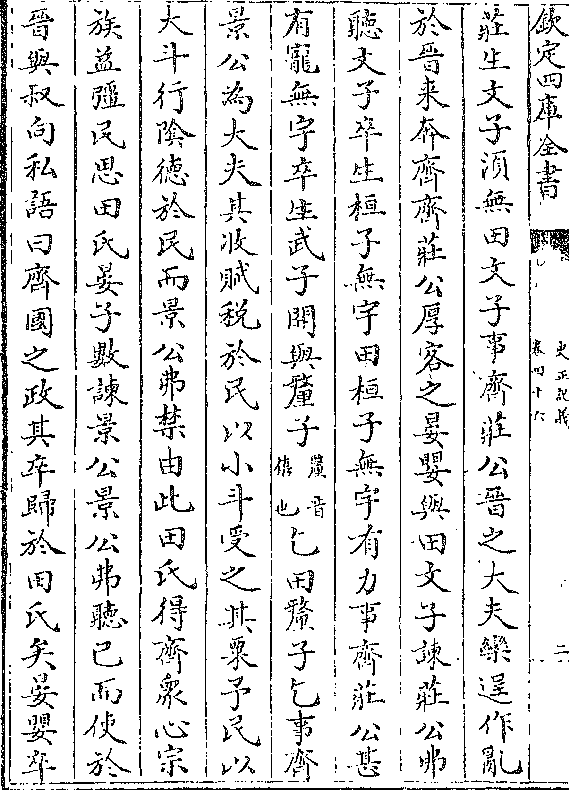 欽定四庫全書
史記正義
卷四十六
二
莊生文子須無田文子事齊莊公晉之大夫欒逞作亂
於晉来奔齊齊莊公厚客之晏嬰與田文子諫莊公弗
聽文子卒生桓子無宇田桓子無宇有力事齊莊公甚
有寵無字卒生武子開與釐子釐音僖也乞田釐子乞事齊
景公為大夫其收賦税於民以小斗受之其粟予民以
大斗行陰德於民而景公弗禁由此田氏得齊衆心宗
族益彊民思田氏晏子數諫景公景公弗聽已而使於
晉與叔向私語曰齊國之政其卒歸於田氏矣晏嬰卒